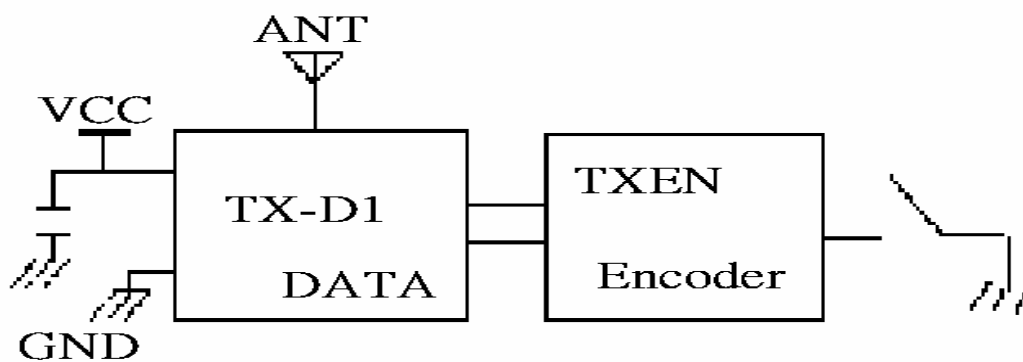 ANT
VCC
TX-D1
DATA
GND
TXEN
Encoder